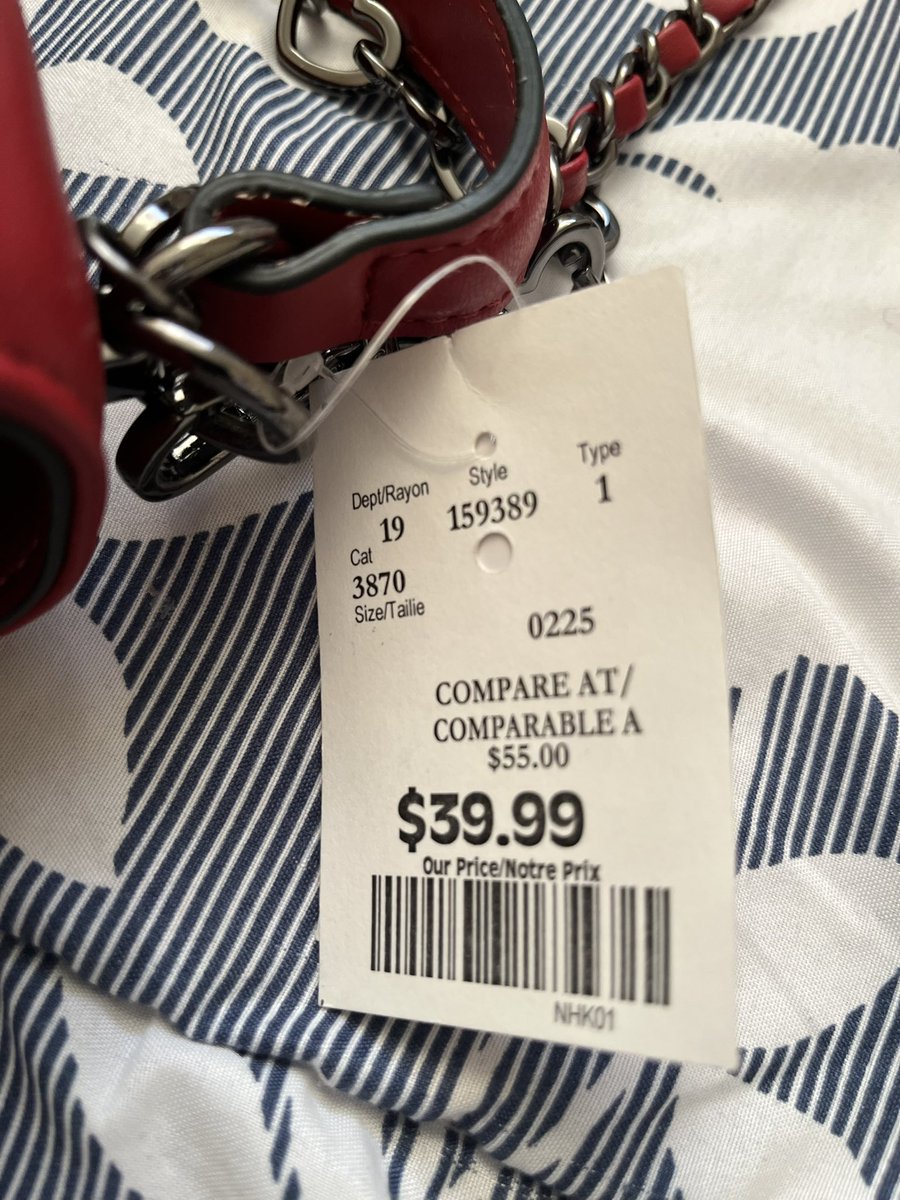 Dept/Rayon Style Type
19 159389 1
Cat
3870
Size/Tailie
0225
COMPARE AT/
COMPARABLE A
$55.00
$39.99
Our Price/Notre Prix
NHK01